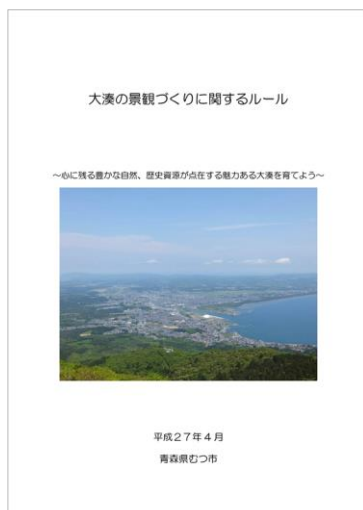 大湊の景観づくりに関するルール
～心に残る豊かな自然、歴史資源が点在する魅力ある大湊を育てよう～
平成２７年４月
青森県むつ市